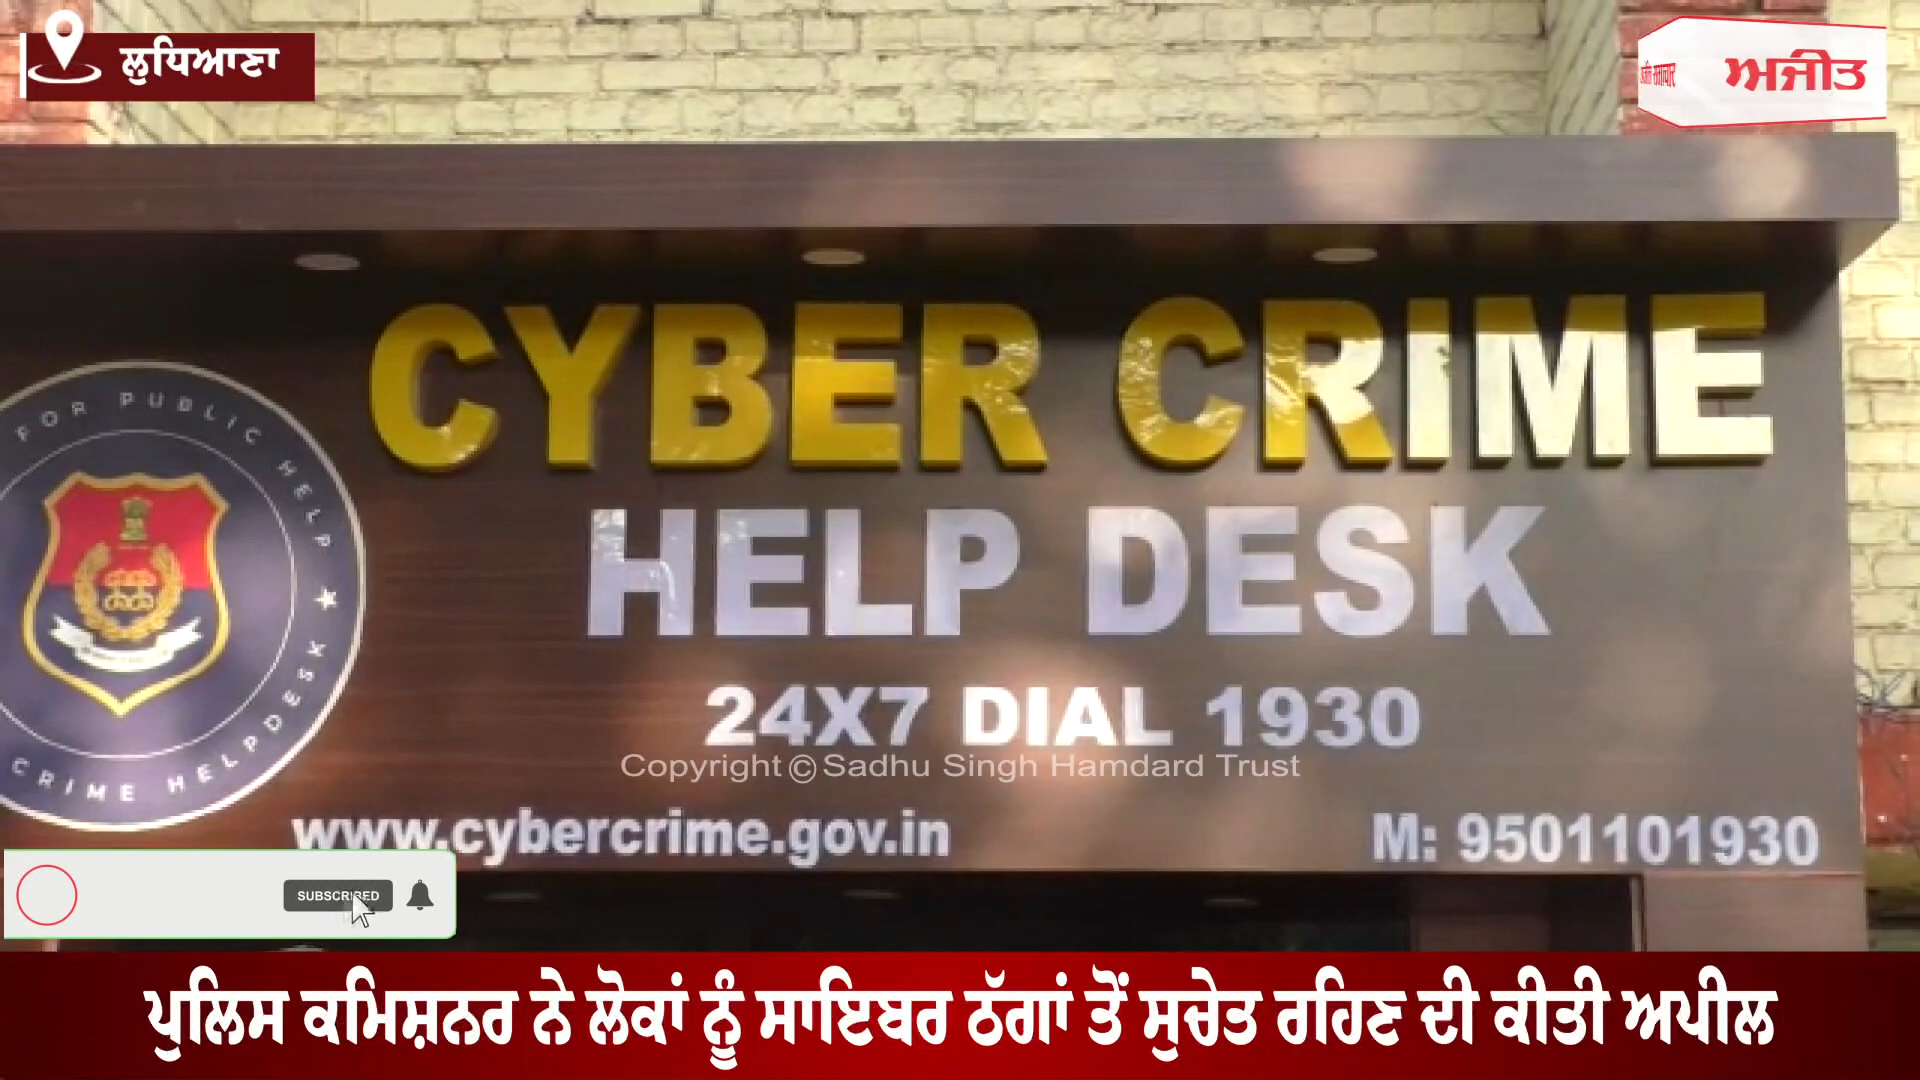 ਲੁਧਿਆਣਾ
ਅਜੀਤ
CYBER CRIME
HELP DESK
24X7 DIAL 1930
Copyright © Sadhu Singh Hamdard Trust
www.cybercrime.gov.in
M: 9501101930
FOR PUBLIC HELP
CRIME HELPDESK
SUBSCRIBED
ਪੁਲਿਸ ਕਮਿਸ਼ਨਰ ਨੇ ਲੋਕਾਂ ਨੂੰ ਸਾਇਬਰ ਠੱਗਾਂ ਤੋਂ ਸੁਚੇਤ ਰਹਿਣ ਦੀ ਕੀਤੀ ਅਪੀਲ